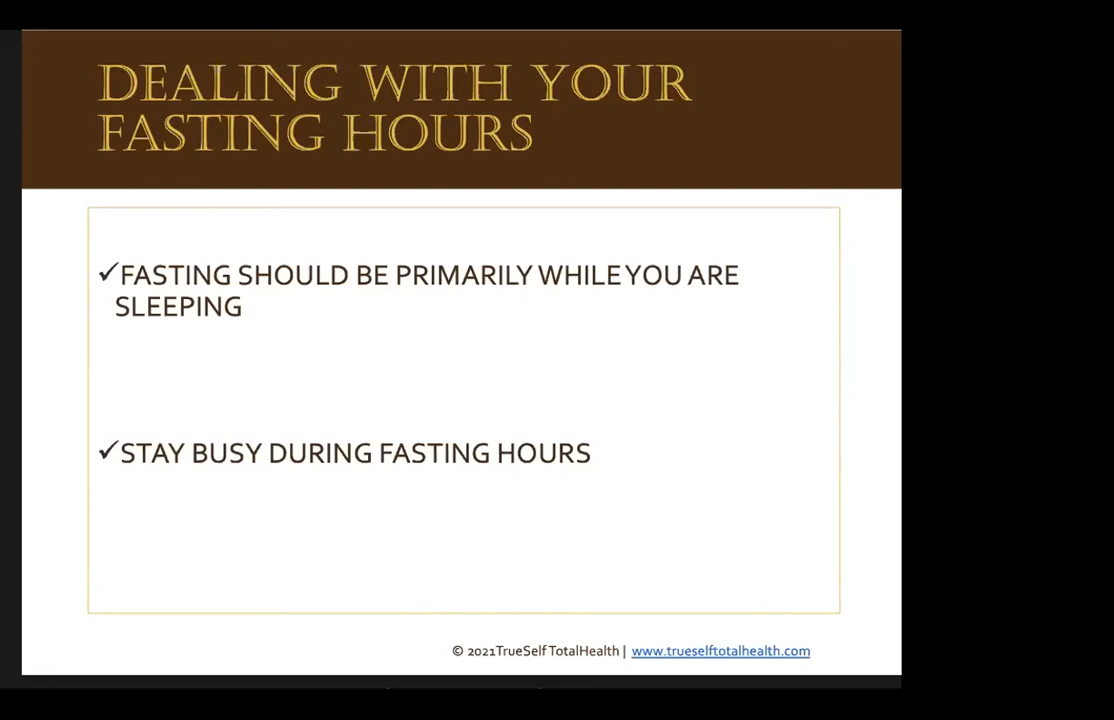 DEALING WITH YOUR
FASTING HOURS
✓FASTING SHOULD BE PRIMARILY WHILE YOU ARE
SLEEPING
✓STAY BUSY DURING FASTING HOURS
© 2021TrueSelf TotalHealth | www.trueselftotalhealth.com